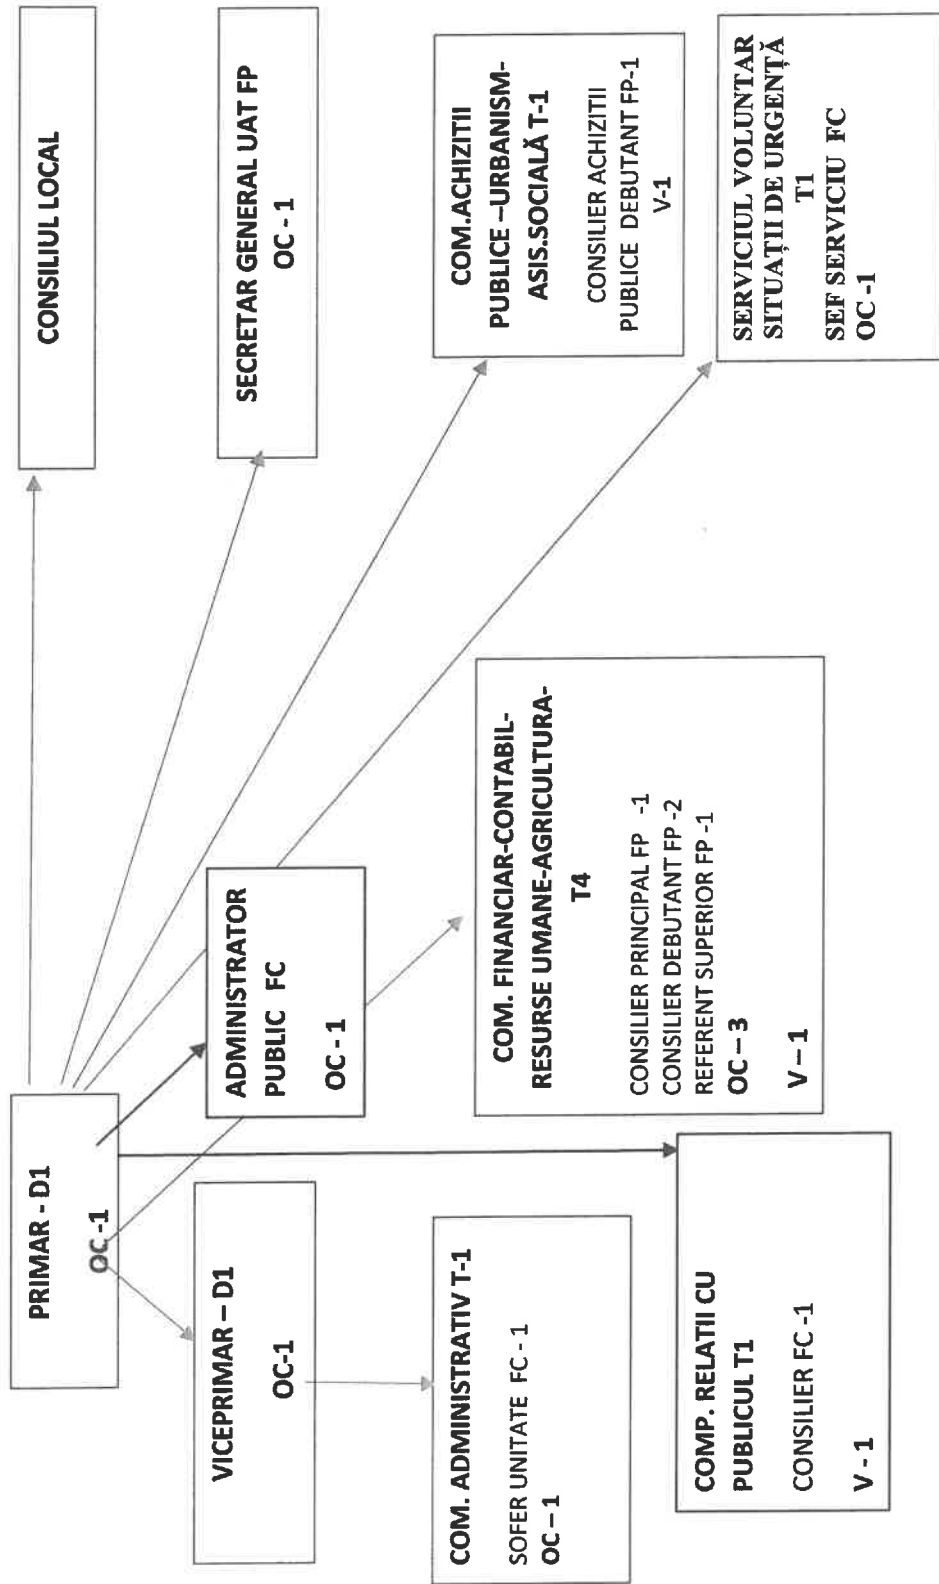 PRIMAR - D1
OC -1
CONSILIUL LOCAL
VICEPRIMAR – D1
OC-1
ADMINISTRATOR
PUBLIC FC
OC - 1
SECRETAR GENERAL UAT FP
OC - 1
COM. ADMINISTRATIV T-1
SOFER UNITATE FC - 1
OC – 1
COM. FINANCIAR-CONTABIL-
RESURSE UMANE-AGRICULTURA-
T4
CONSILIER PRINCIPAL FP -1
CONSILIER DEBUTANT FP -2
REFERENT SUPERIOR FP -1
OC – 3
V – 1
COM.ACHIZITII
PUBLICE –URBANISM-
ASIS.SOCIALĂ T-1
CONSILIER ACHIZITII
PUBLICE DEBUTANT FP-1
V-1
COMP. RELATII CU
PUBLICUL T1
CONSILIER FC -1
V - 1
SERVICIUL VOLUNTAR
SITUAȚII DE URGENȚĂ
T1
SEF SERVICIU FC
OC -1